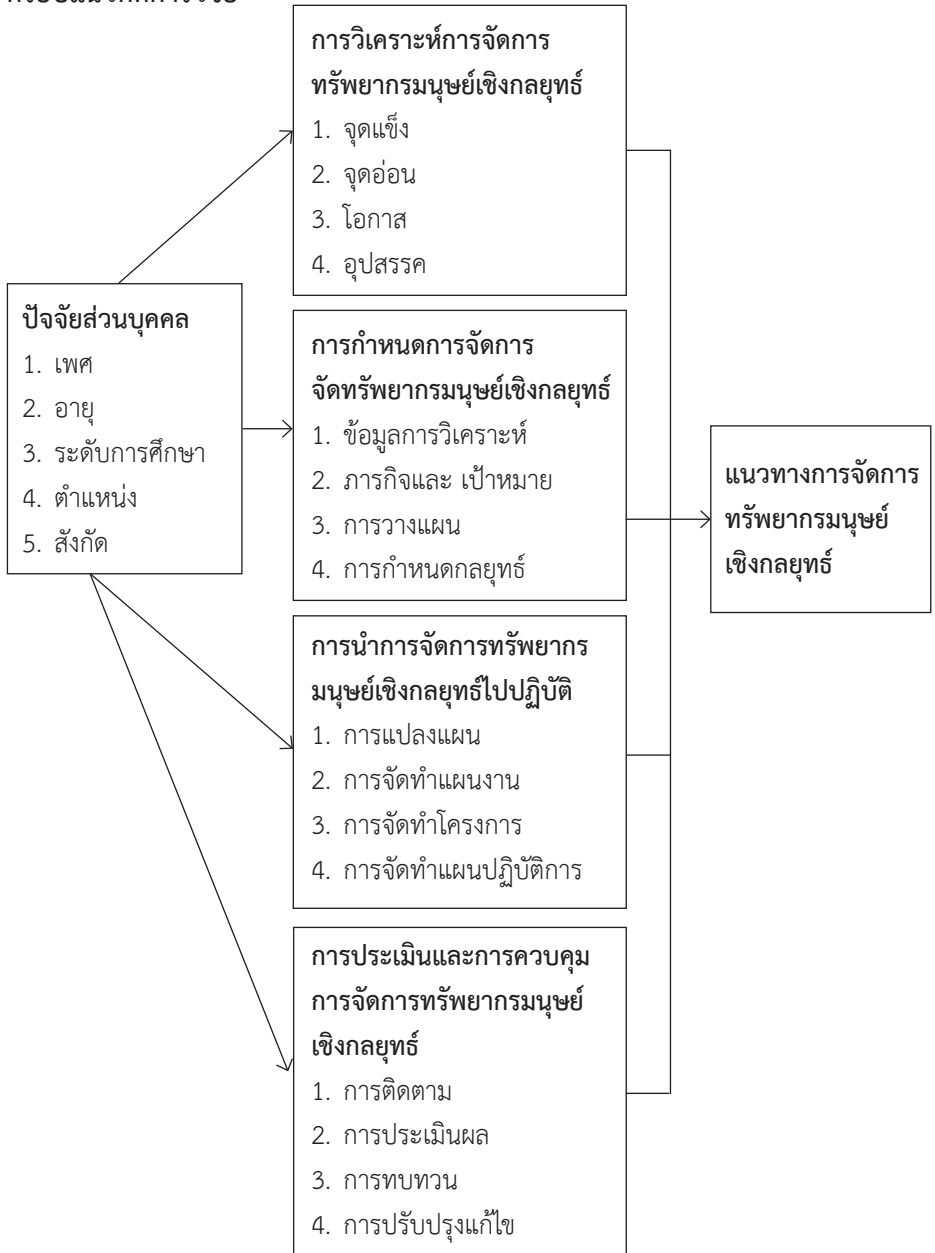 การวิเคราะห์การจัดการ
ทรัพยากรมนุษย์เชิงกลยุทธ์
1. จุดแข็ง
2. จุดอ่อน
3. โอกาส
4. อุปสรรค
ปัจจัยส่วนบุคคล
1. เพศ
2. อายุ
3. ระดับการศึกษา
4. ตำแหน่ง
5. สังกัด
การกำหนดการจัดการ
จัดทรัพยากรมนุษย์เชิงกลยุทธ์
1. ข้อมูลการวิเคราะห์
2. ภารกิจและ เป้าหมาย
3. การวางแผน
4. การกำหนดกลยุทธ์
การนำการจัดการทรัพยากร
มนุษย์เชิงกลยุทธ์ไปปฏิบัติ
1. การแปลงแผน
2. การจัดทำแผนงาน
3. การจัดทำโครงการ
4. การจัดทำแผนปฏิบัติการ
การประเมินและการควบคุม
การจัดการทรัพยากรมนุษย์
เชิงกลยุทธ์
1. การติดตาม
2. การประเมินผล
3. การทบทวน
4. การปรับปรุงแก้ไข
แนวทางการจัดการ
ทรัพยากรมนุษย์
เชิงกลยุทธ์